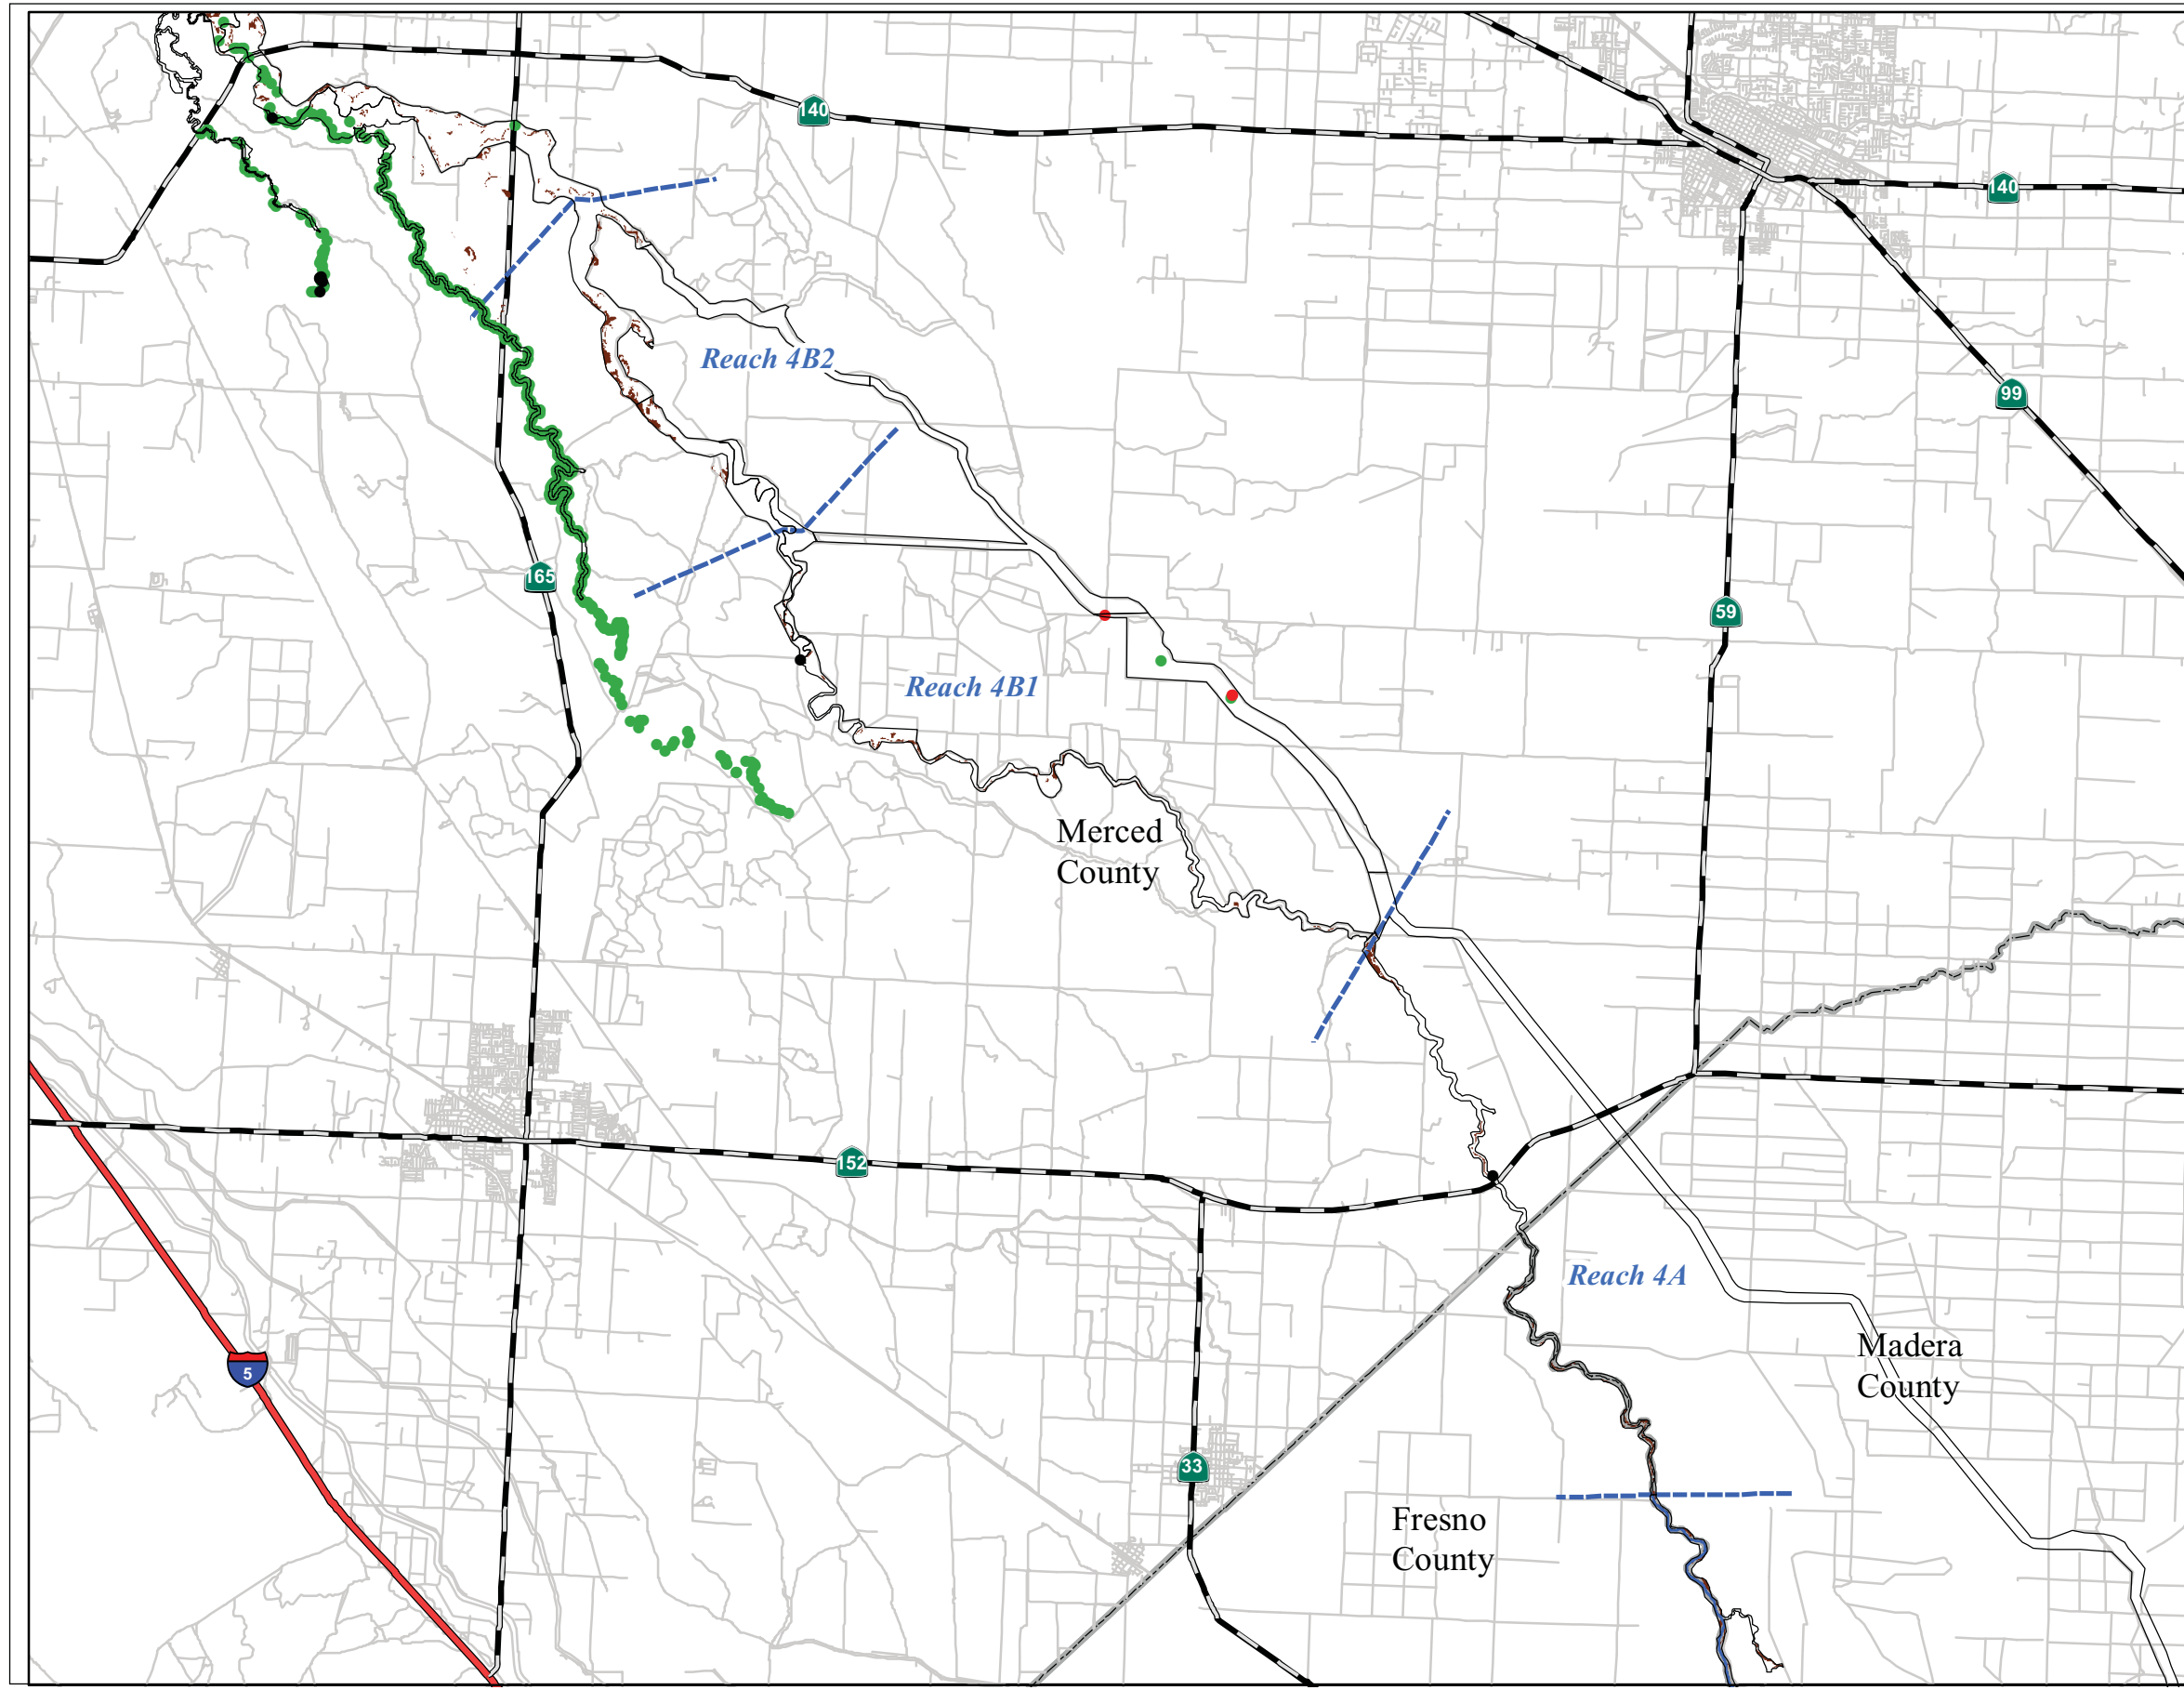 140
140
Reach 4B2
99
165
59
Reach 4B1
Merced
County
152
Reach 4A
Madera
County
5
33
Fresno
County